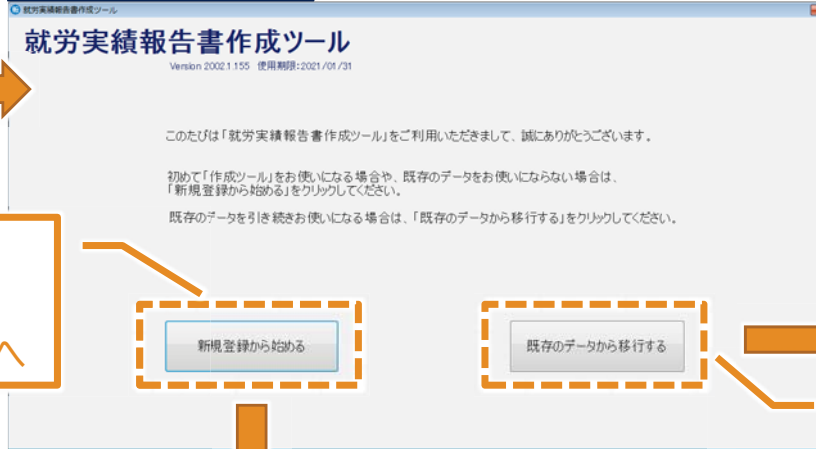 就労実績報告書作成ツール
就労実績報告書作成ツール
Version 2002.1.155 使用期限:2021/01/31
このたびは「就労実績報告書作成ツール」をご利用いただきまして、誠にありがとうございます。
初めて「作成ツール」をお使いになる場合や、既存のデータをお使いにならない場合は、
「新規登録から始める」をクリックしてください。
既存のデータを引き続きお使いになる場合は、「既存のデータから移行する」をクリックしてください。
新規登録から始める
既存のデータから移行する
へ